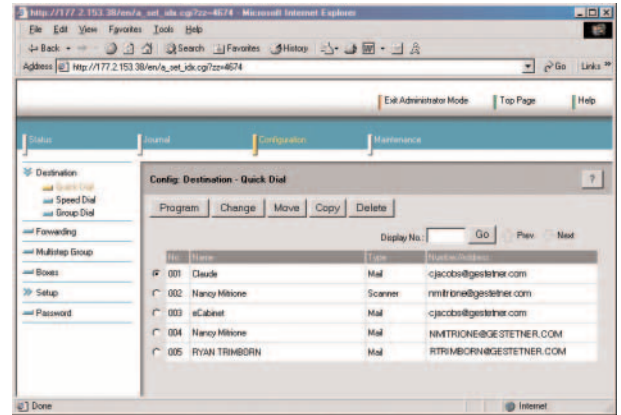 http://177.2.153.38/en/a_set_idx.cgi?zz=4674 - Microsoft Internet Explorer
File Edit View Favorites Tools Help
Back Search Favorites History
Address http://177.2.153.38/en/a_set_idx.cgi?zz=4674 Go Links »
Exit Administrator Mode Top Page Help
Status Journal Configuration Maintenance
Destination
Quick Dial
Speed Dial
Group Dial
Forwarding
Multistep Group
Boxes
Setup
Password
Config: Destination - Quick Dial ?
Program Change Move Copy Delete
Display No.: Go Prev. Next
No. Name Type Number/Address
001 Claude Mail cjacobs@gestetner.com
002 Nancy Mitrione Scanner nmitrione@gestetner.com
003 eCabinet Mail cjacobs@gestetner.com
004 Nancy Mitrione Mail NMITRIONE@GESTETNER.COM
005 RYAN TRIMBORN Mail RTRIMBORN@GESTETNER.COM
Done Internet